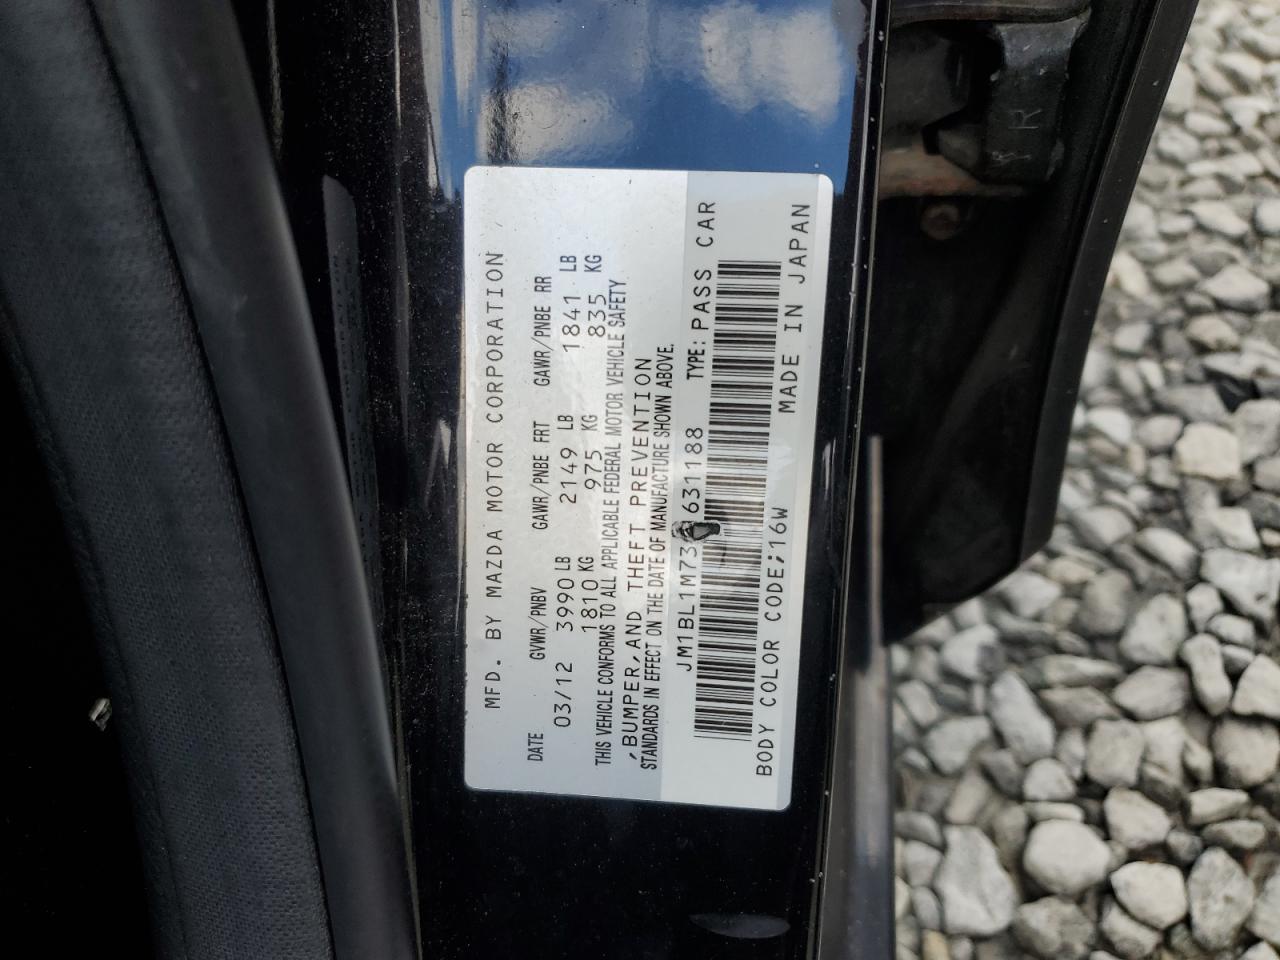 MFD. BY MAZDA MOTOR CORPORATION
DATE GVWR/PNBV GAWR/PNBE FRT GAWR/PNBE RR
03/12 3990 LB 2149 LB 1841 LB
1810 KG 975 KG 835 KG
THIS VEHICLE CONFORMS TO ALL APPLICABLE FEDERAL MOTOR VEHICLE SAFETY
,BUMPER,AND THEFT PREVENTION
STANDARDS IN EFFECT ON THE DATE OF MANUFACTURE SHOWN ABOVE.
JM1BL1M73 631188 TYPE: PASS CAR
BODY COLOR CODE;16W MADE IN JAPAN
R